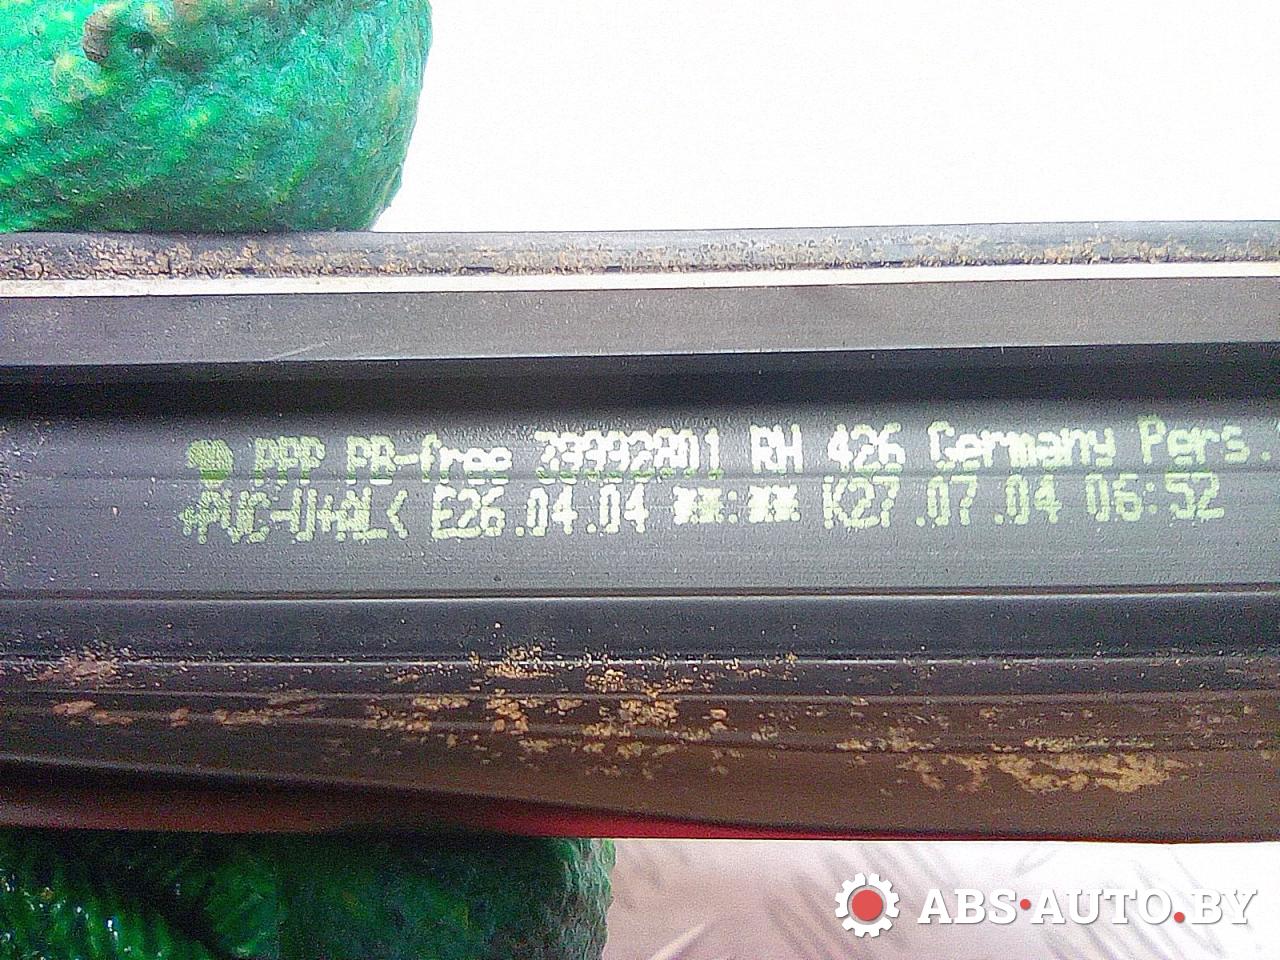 PPP PB-free 39992801 RH 426 Germany Pers.
+PVC-U+AL< E26.04.04 **:** K27.07.04 06:52
ABS-AUTO.BY